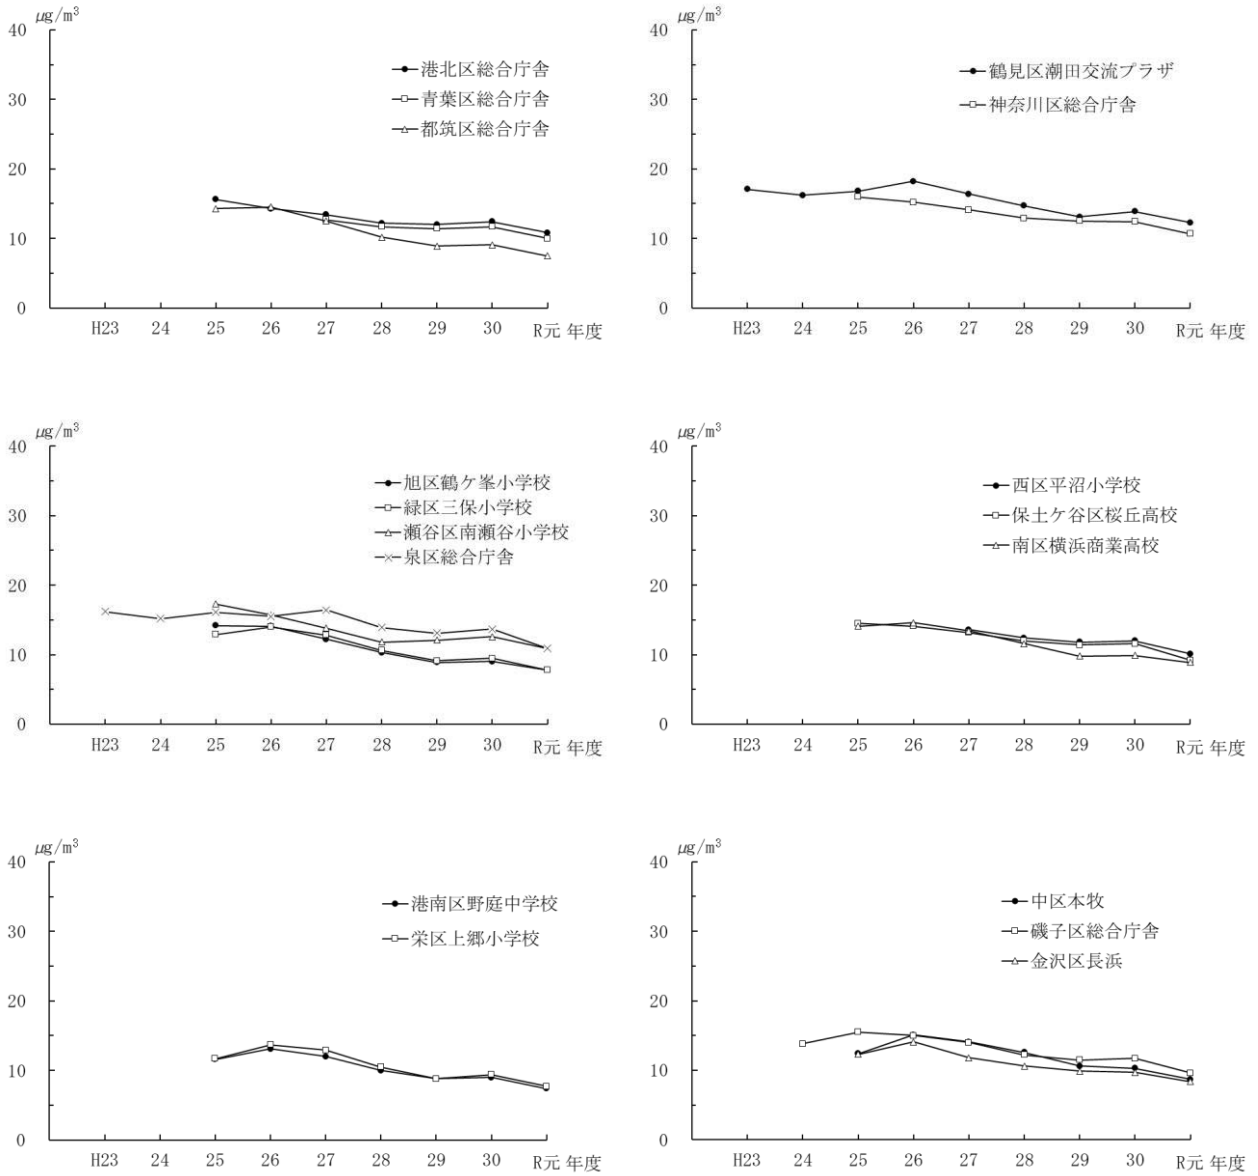 μg/m³
40
30
20
10
0
港北区総合庁舎
青葉区総合庁舎
都筑区総合庁舎
H23 24 25 26 27 28 29 30 R元 年度
μg/m³
40
30
20
10
0
鶴見区潮田交流プラザ
神奈川区総合庁舎
H23 24 25 26 27 28 29 30 R元 年度
μg/m³
40
30
20
10
0
旭区鶴ケ峯小学校
緑区三保小学校
瀬谷区南瀬谷小学校
泉区総合庁舎
H23 24 25 26 27 28 29 30 R元 年度
μg/m³
40
30
20
10
0
西区平沼小学校
保土ケ谷区桜丘高校
南区横浜商業高校
H23 24 25 26 27 28 29 30 R元 年度
μg/m³
40
30
20
10
0
港南区野庭中学校
栄区上郷小学校
H23 24 25 26 27 28 29 30 R元 年度
μg/m³
40
30
20
10
0
中区本牧
磯子区総合庁舎
金沢区長浜
H23 24 25 26 27 28 29 30 R元 年度